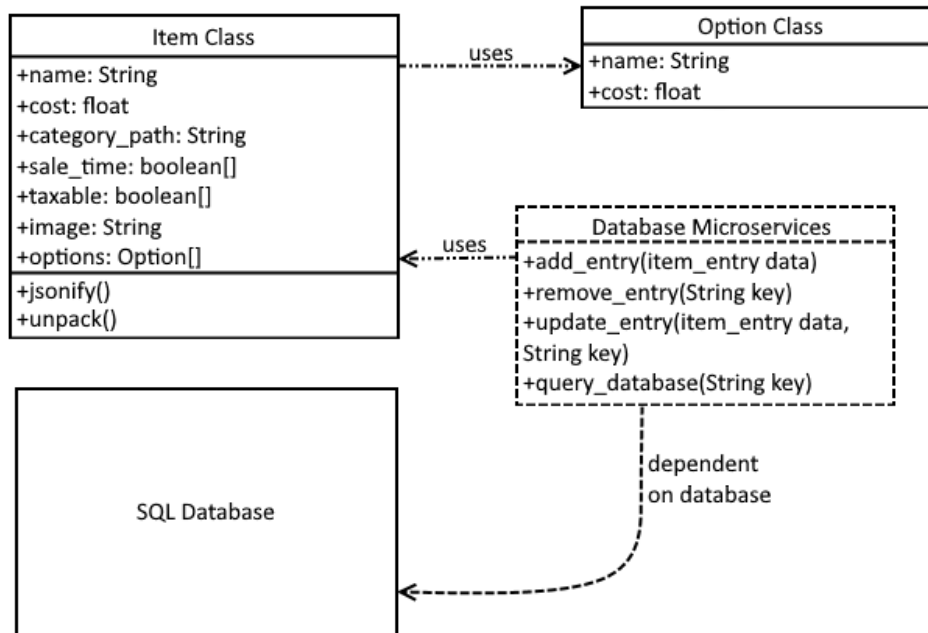 Item Class
+name: String
+cost: float
+category_path: String
+sale_time: boolean[]
+taxable: boolean[]
+image: String
+options: Option[]
+jsonify()
+unpack()
uses
Option Class
+name: String
+cost: float
uses
Database Microservices
+add_entry(item_entry data)
+remove_entry(String key)
+update_entry(item_entry data,
String key)
+query_database(String key)
dependent
on database
SQL Database